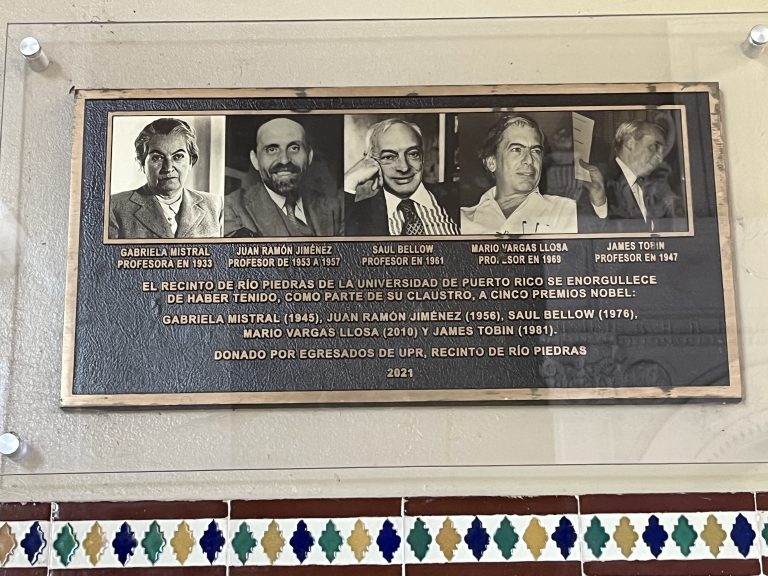 GABRIELA MISTRAL
PROFESORA EN 1933
JUAN RAMÓN JIMÉNEZ
PROFESOR DE 1953 A 1957
SAUL BELLOW
PROFESOR EN 1961
MARIO VARGAS LLOSA
EN 1969
JAMES TOBIN
PROFESOR EN 1947
EL RECINTO DE RÍO PIEDRAS DE LA UNIVERSIDAD DE PUERTO RICO SE ENORGULLECE
DE HABER TENIDO, COMO PARTE DE SU CLAUSTRO, A CINCO PREMIOS NOBEL:
GABRIELA MISTRAL (1945), JUAN RAMÓN JIMÉNEZ (1956), SAUL BELLOW (1976),
MARIO VARGAS LLOSA (2010) Y JAMES TOBIN (1981).
DONADO POR EGRESADOS DE UPR, RECINTO DE RÍO PIEDRAS
2021